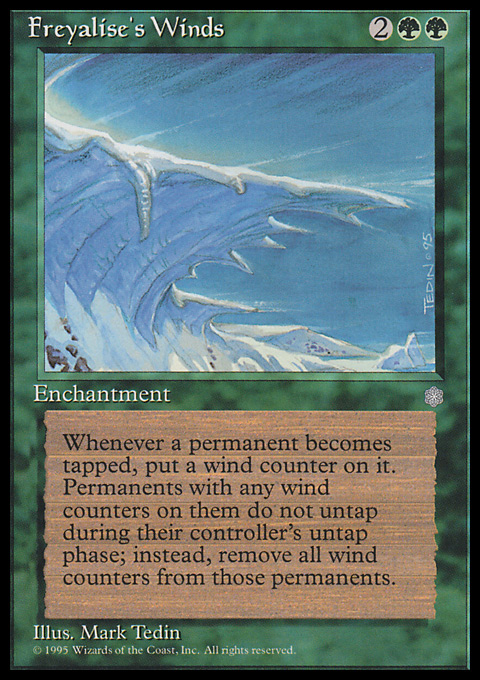 Freyalise's Winds
2
TEDIN ©95
Enchantment
Whenever a permanent becomes
tapped, put a wind counter on it.
Permanents with any wind
counters on them do not untap
during their controller's untap
phase; instead, remove all wind
counters from those permanents.
Illus. Mark Tedin
© 1995 Wizards of the Coast, Inc. All rights reserved.